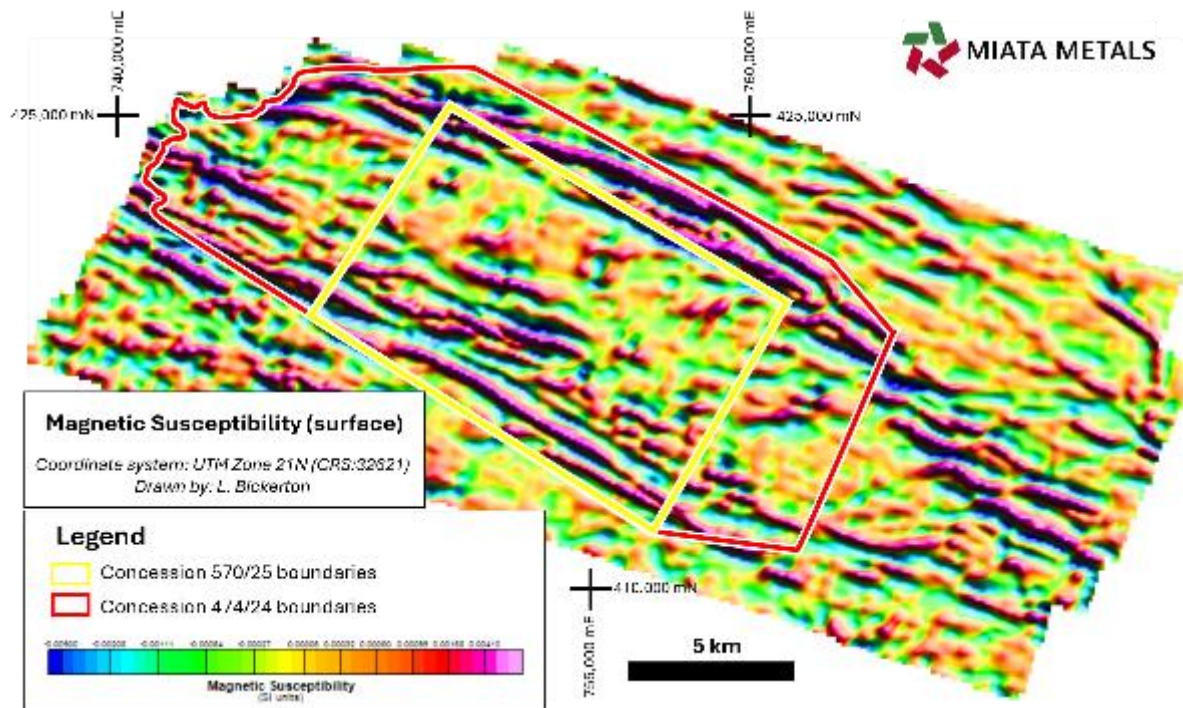 MIATA METALS
740,000 mE
760,000 mE
425,000 mN
425,000 mN
Magnetic Susceptibility (surface)
Coordinate system: UTM Zone 21N (CRS:32621)
Drawn by: L. Bickerton
Legend
Concession 570/25 boundaries
Concession 474/24 boundaries
Magnetic Susceptibility
(SI units)
410,000 mN
755,000 mE
5 km